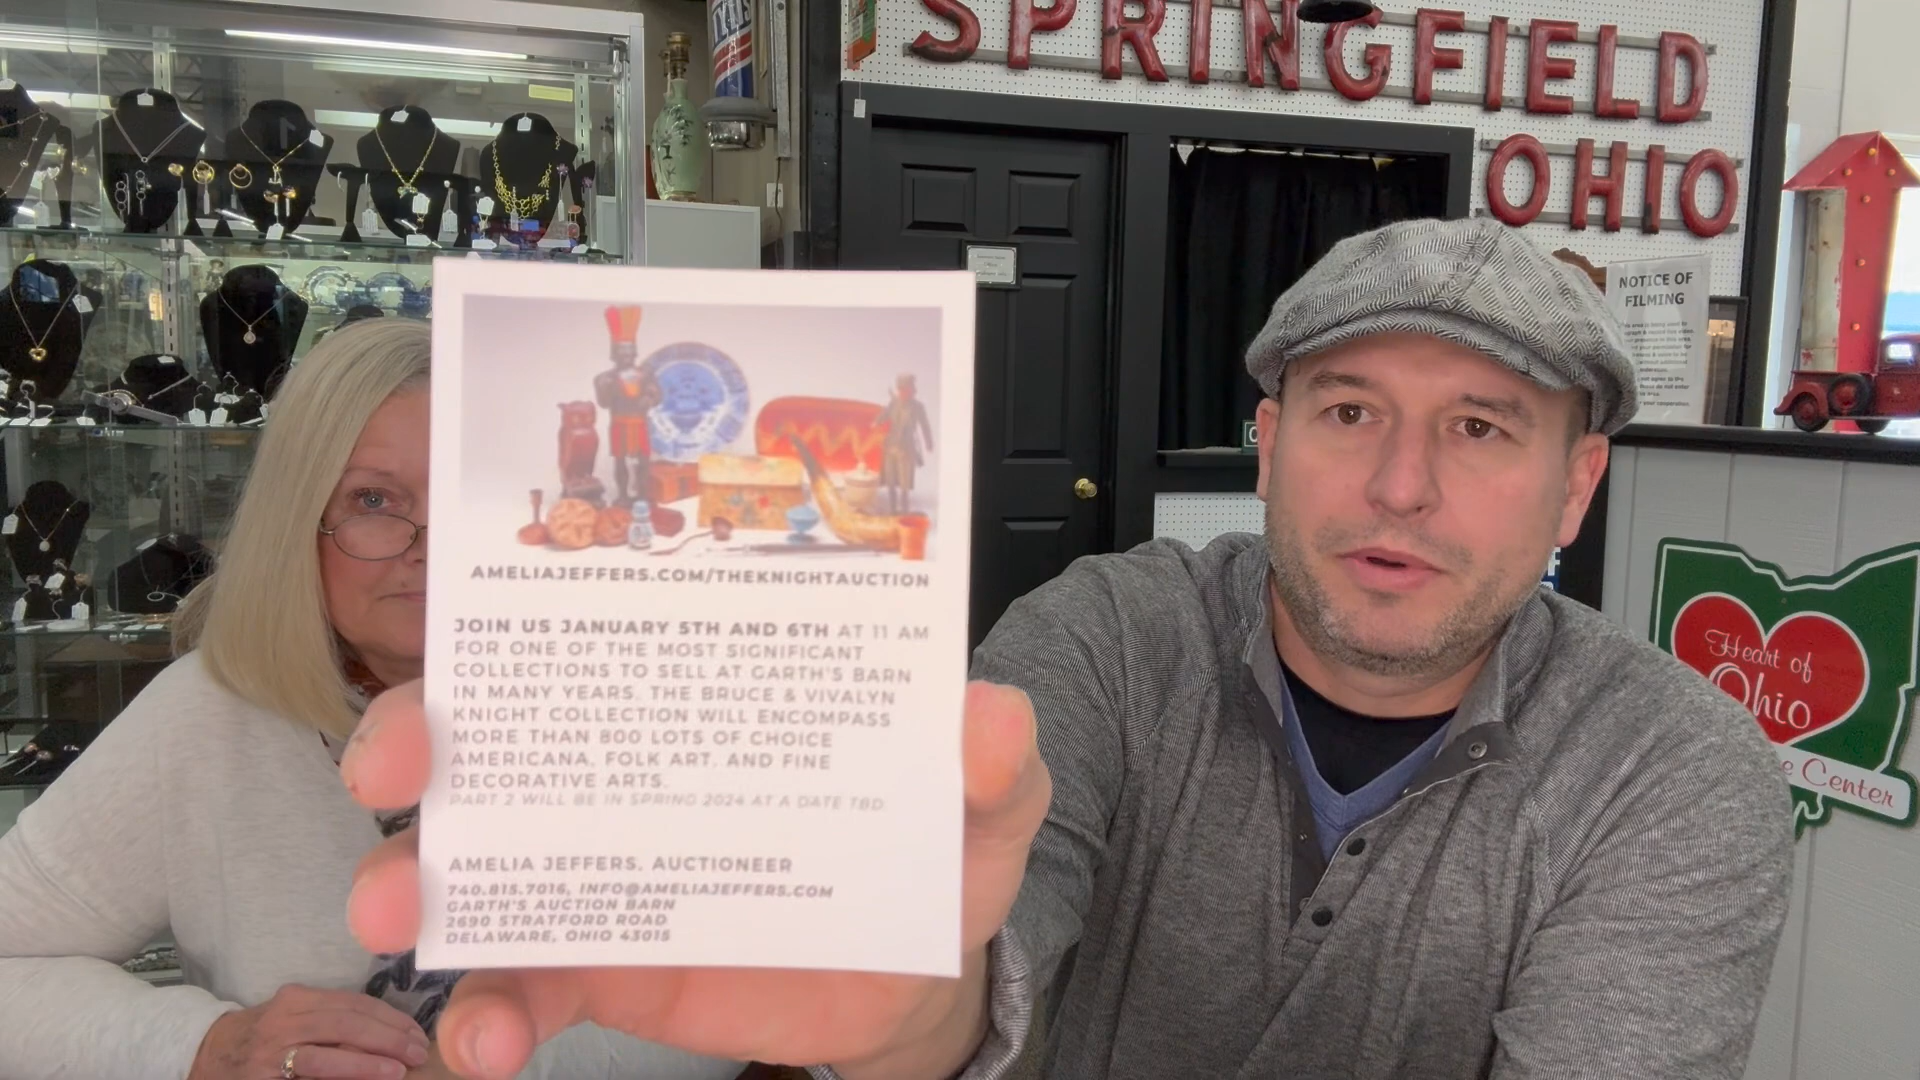 SPRINGFIELD
OHIO
NOTICE OF
FILMING
AMELIAJEFFERS.COM/THEKNIGHTAUCTION
JOIN US JANUARY 5TH AND 6TH AT 11 AM
FOR ONE OF THE MOST SIGNIFICANT
COLLECTIONS TO SELL AT GARTH'S BARN
IN MANY YEARS. THE BRUCE & VIVALYN
KNIGHT COLLECTION WILL ENCOMPASS
MORE THAN 800 LOTS OF CHOICE
AMERICANA, FOLK ART, AND FINE
DECORATIVE ARTS.
PART 2 WILL BE IN SPRING 2024 AT A DATE TBD
AMELIA JEFFERS, AUCTIONEER
740.815.7016, INFO@AMELIAJEFFERS.COM
GARTH'S AUCTION BARN
2690 STRATFORD ROAD
DELAWARE, OHIO 43015
Heart of
Ohio
e Center